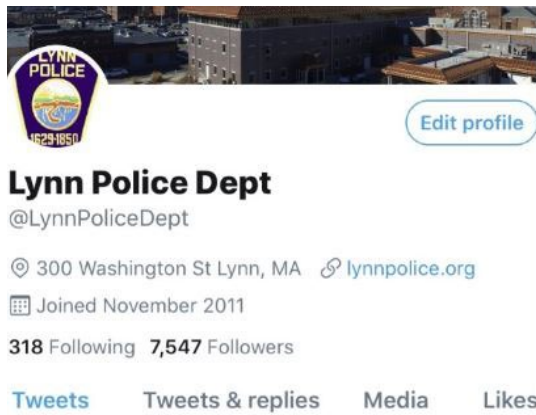 LYNN
POLICE
1629-1850
Edit profile
Lynn Police Dept
@LynnPoliceDept
300 Washington St Lynn, MA lynnpolice.org
Joined November 2011
318 Following 7,547 Followers
Tweets Tweets & replies Media Likes